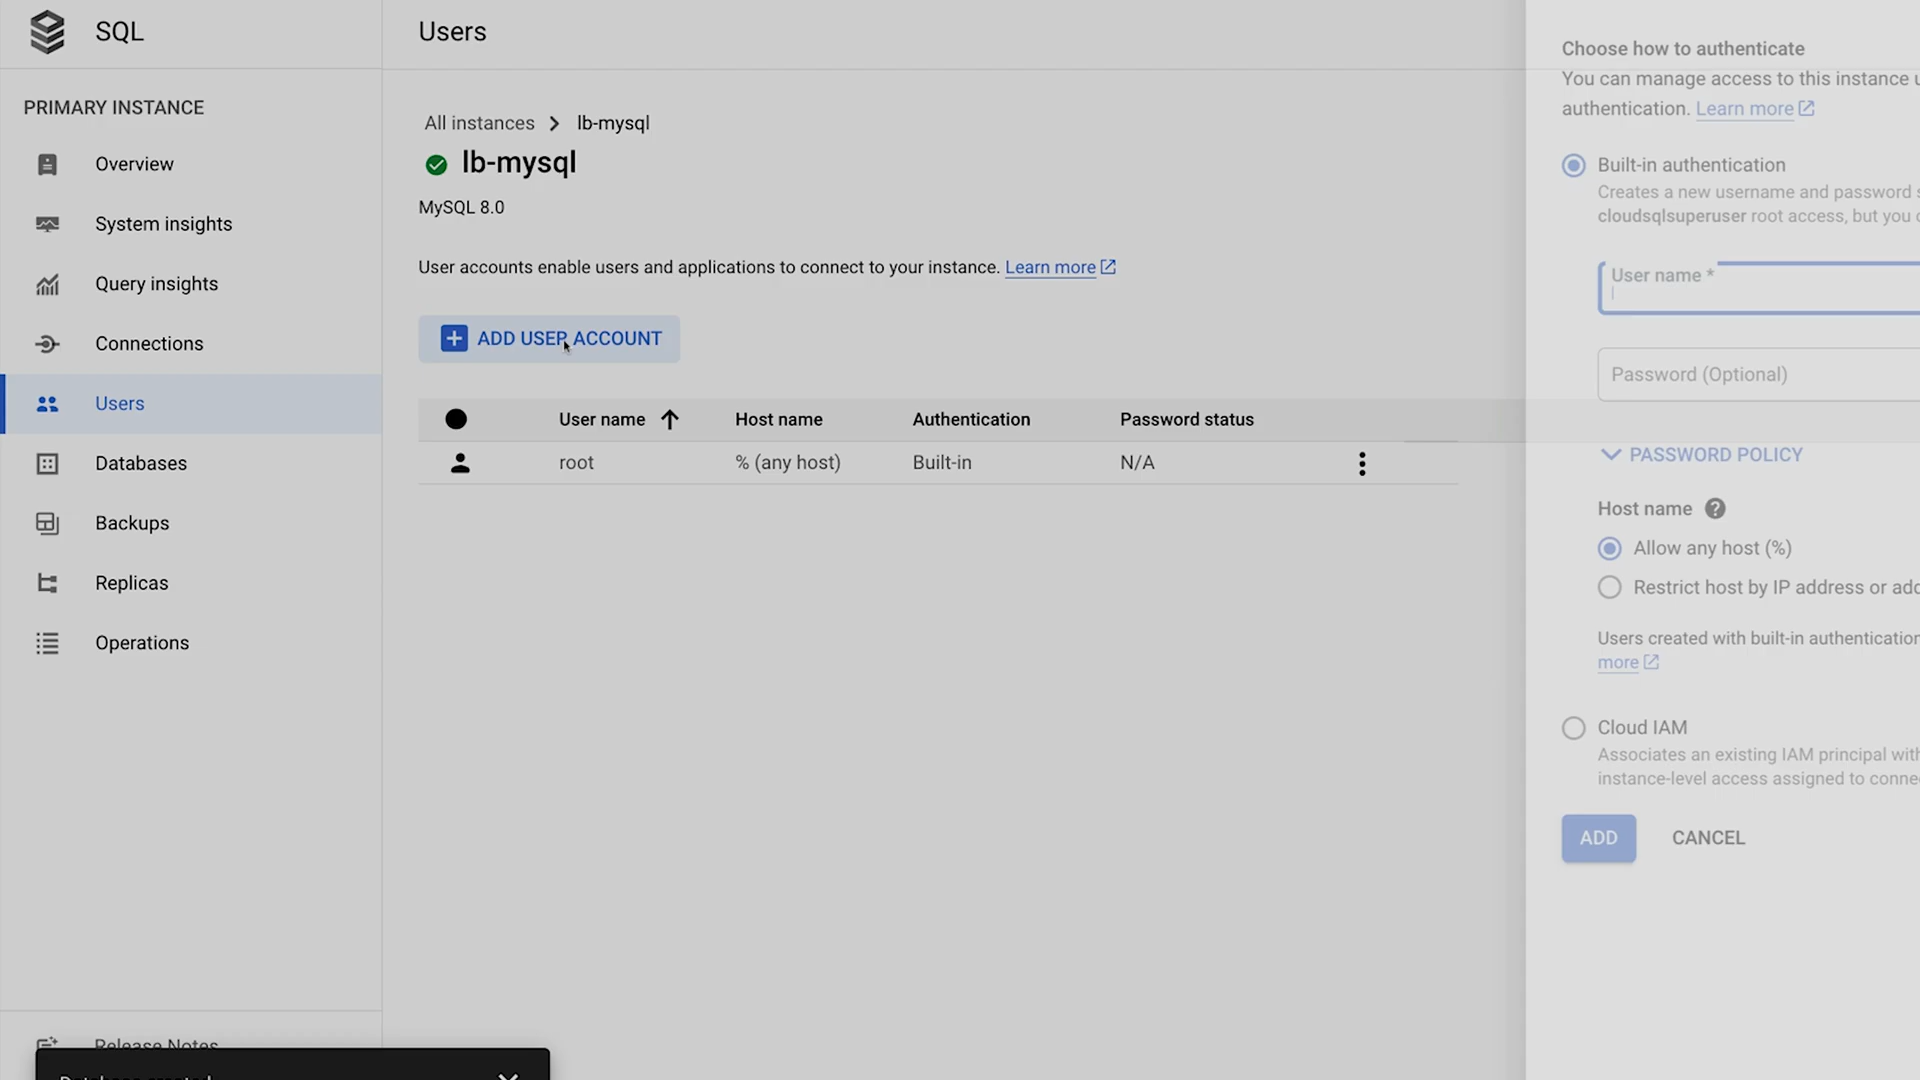 SQL
Users
PRIMARY INSTANCE
Overview
System insights
Query insights
Connections
Users
Databases
Backups
Replicas
Operations
Release Notes
All instances
lb-mysql
lb-mysql
MySQL 8.0
User accounts enable users and applications to connect to your instance. Learn more
ADD USER ACCOUNT
User name Host name Authentication Password status
root % (any host) Built-in N/A
Choose how to authenticate
You can manage access to this instance
authentication. Learn more
Built-in authentication
Creates a new username and password
cloudsqlsuperuser root access, but you
User name *
Password (Optional)
PASSWORD POLICY
Host name
Allow any host (%)
Restrict host by IP address or
Users created with built-in authentication
more
Cloud IAM
Associates an existing IAM principal
instance-level access assigned to
ADD CANCEL
Database created